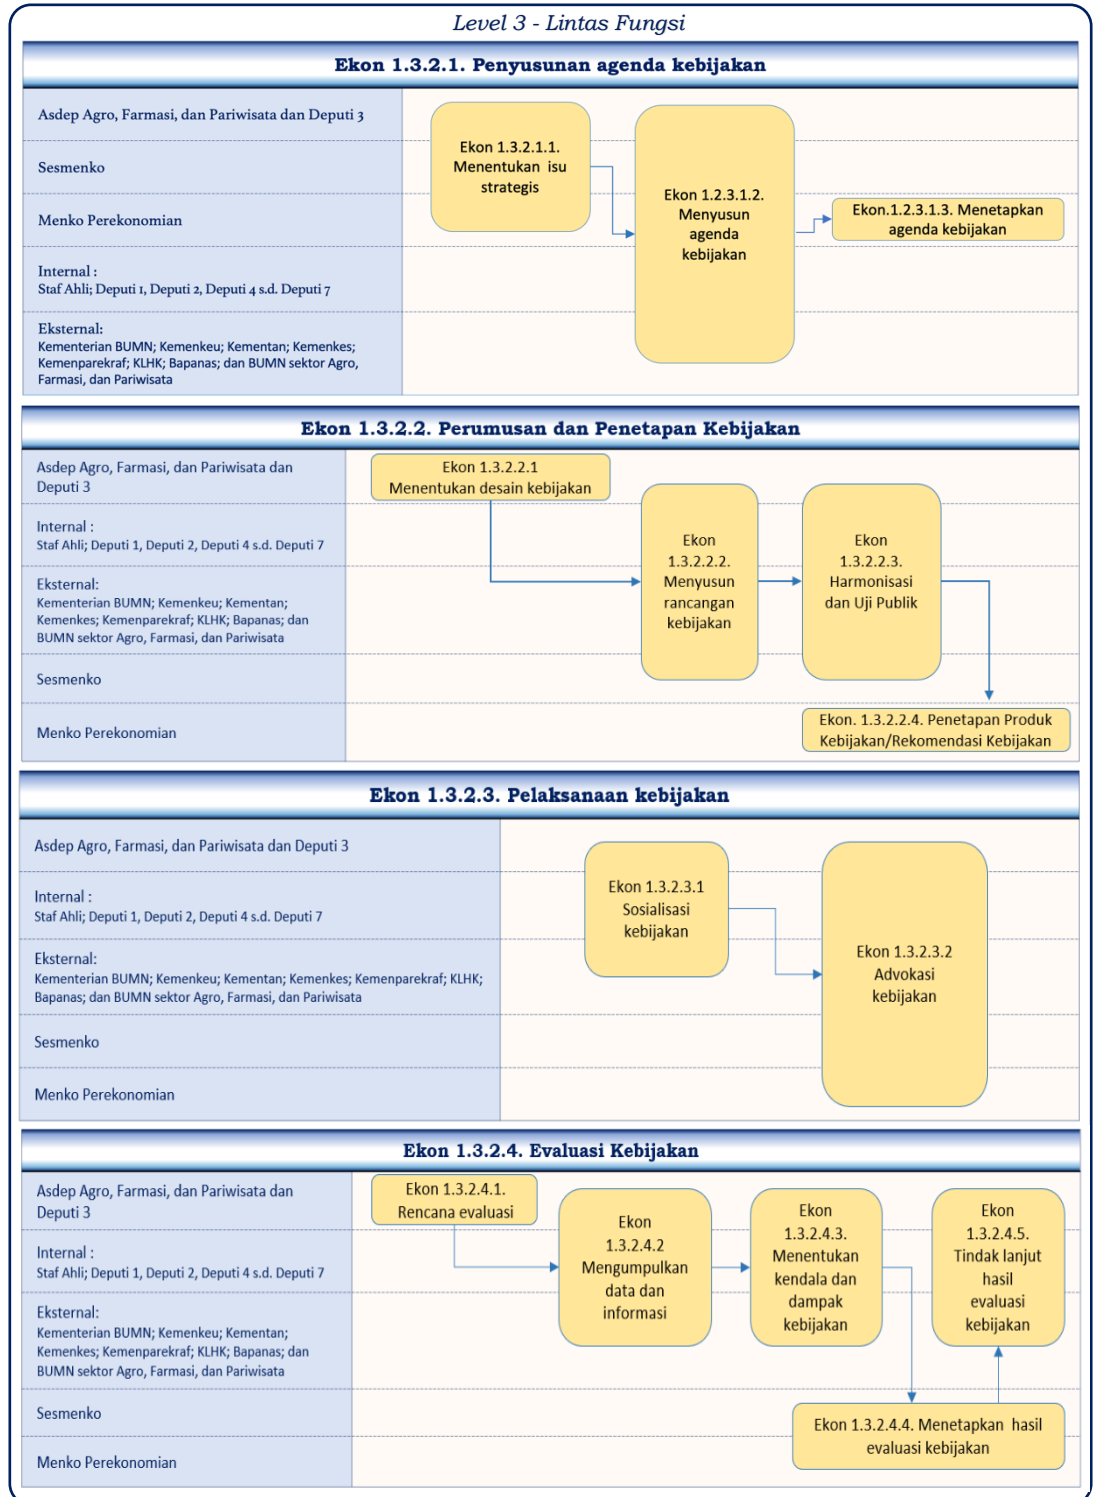 Level 3 - Lintas Fungsi
Ekon 1.3.2.1. Penyusunan agenda kebijakan
Asdep Agro, Farmasi, dan Pariwisata dan Deputi 3
Sesmenko
Menko Perekonomian
Internal :
Staf Ahli; Deputi 1, Deputi 2, Deputi 4 s.d. Deputi 7
Eksternal:
Kementerian BUMN; Kemenkeu; Kementan; Kemenkes;
Kemenparekraf; KLHK; Bapanas; dan BUMN sektor Agro,
Farmasi, dan Pariwisata
Ekon 1.3.2.1.1.
Menentukan isu
strategis
Ekon 1.2.3.1.2.
Menyusun
agenda
kebijakan
Ekon.1.2.3.1.3. Menetapkan
agenda kebijakan
Ekon 1.3.2.2. Perumusan dan Penetapan Kebijakan
Asdep Agro, Farmasi, dan Pariwisata dan
Deputi 3
Internal :
Staf Ahli; Deputi 1, Deputi 2, Deputi 4 s.d. Deputi 7
Eksternal:
Kementerian BUMN; Kemenkeu; Kementan;
Kemenkes; Kemenparekraf; KLHK; Bapanas; dan
BUMN sektor Agro, Farmasi, dan Pariwisata
Sesmenko
Menko Perekonomian
Ekon 1.3.2.2.1
Menentukan desain kebijakan
Ekon
1.3.2.2.2.
Menyusun
rancangan
kebijakan
Ekon
1.3.2.2.3.
Harmonisasi
dan Uji Publik
Ekon. 1.3.2.2.4. Penetapan Produk
Kebijakan/Rekomendasi Kebijakan
Ekon 1.3.2.3. Pelaksanaan kebijakan
Asdep Agro, Farmasi, dan Pariwisata dan Deputi 3
Internal :
Staf Ahli; Deputi 1, Deputi 2, Deputi 4 s.d. Deputi 7
Eksternal:
Kementerian BUMN; Kemenkeu; Kementan; Kemenkes; Kemenparekraf; KLHK;
Bapanas; dan BUMN sektor Agro, Farmasi, dan Pariwisata
Sesmenko
Menko Perekonomian
Ekon 1.3.2.3.1
Sosialisasi
kebijakan
Ekon 1.3.2.3.2
Advokasi
kebijakan
Ekon 1.3.2.4. Evaluasi Kebijakan
Asdep Agro, Farmasi, dan Pariwisata dan
Deputi 3
Internal :
Staf Ahli; Deputi 1, Deputi 2, Deputi 4 s.d. Deputi 7
Eksternal:
Kementerian BUMN; Kemenkeu; Kementan;
Kemenkes; Kemenparekraf; KLHK; Bapanas; dan
BUMN sektor Agro, Farmasi, dan Pariwisata
Sesmenko
Menko Perekonomian
Ekon 1.3.2.4.1.
Rencana evaluasi
Ekon
1.3.2.4.2
Mengumpulkan
data dan
informasi
Ekon
1.3.2.4.3.
Menentukan
kendala dan
dampak
kebijakan
Ekon
1.3.2.4.5.
Tindak lanjut
hasil
evaluasi
kebijakan
Ekon 1.3.2.4.4. Menetapkan hasil
evaluasi kebijakan